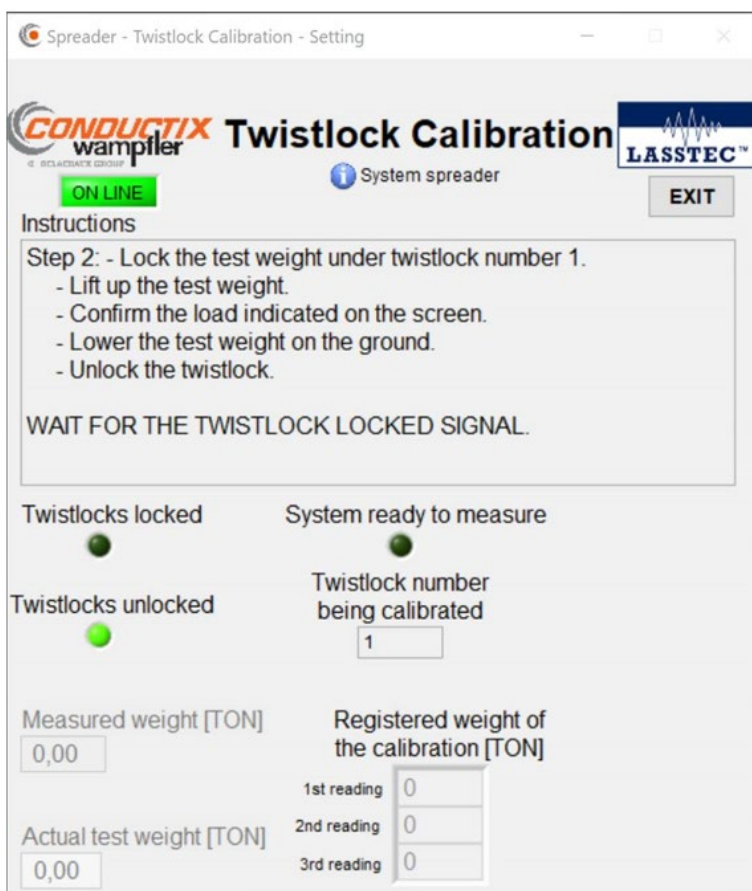 Spreader - Twistlock Calibration - Setting
CONDUCTIX
wampfler
Twistlock Calibration
LASSTEC™
System spreader
ON LINE
EXIT
Instructions
Step 2: - Lock the test weight under twistlock number 1.
- Lift up the test weight.
- Confirm the load indicated on the screen.
- Lower the test weight on the ground.
- Unlock the twistlock.
WAIT FOR THE TWISTLOCK LOCKED SIGNAL.
Twistlocks locked
System ready to measure
Twistlocks unlocked
Twistlock number
being calibrated
1
Measured weight [TON]
0,00
Registered weight of
the calibration [TON]
1st reading 0
2nd reading 0
3rd reading 0
Actual test weight [TON]
0,00